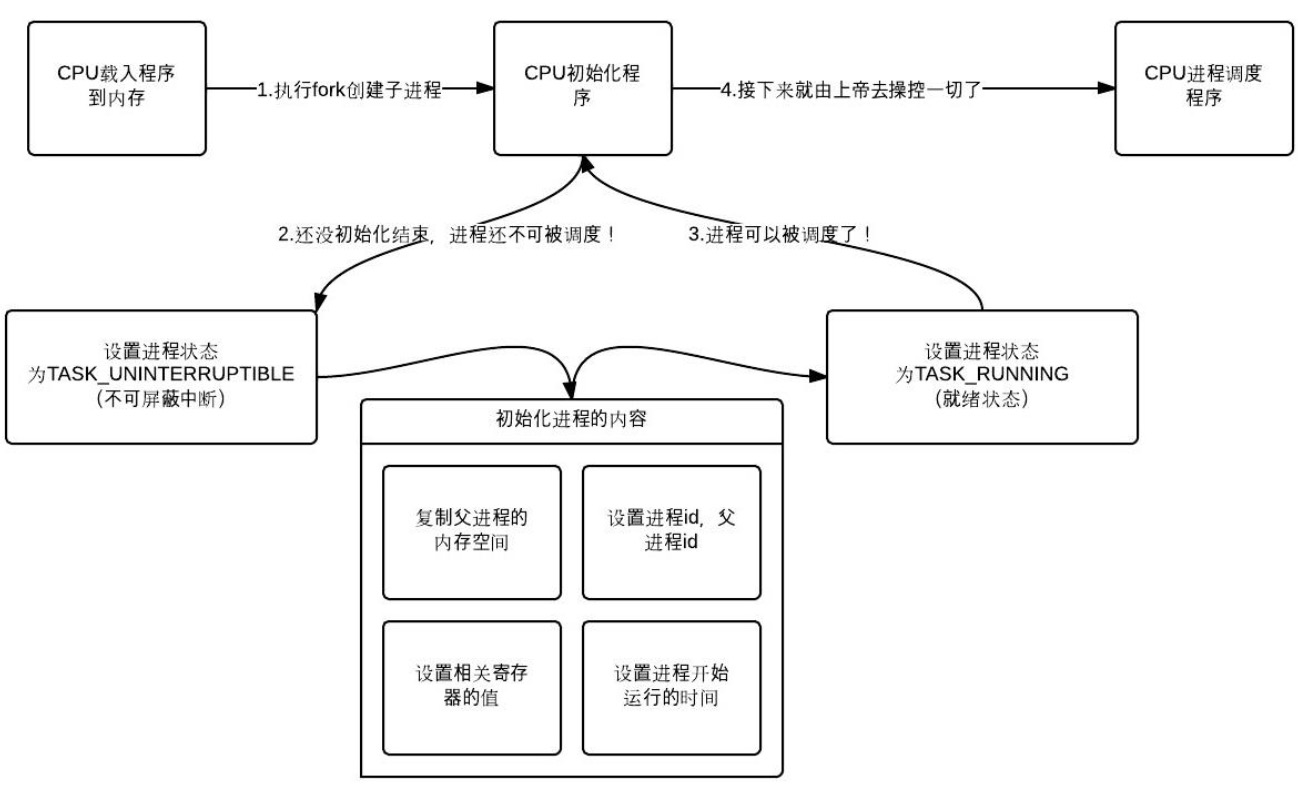 CPU载入程序
到内存
1.执行fork创建子进程
CPU初始化程
序
4.接下来就由上帝去操控一切了
CPU进程调度
程序
2.还没初始化结束，进程还不可被调度！
3.进程可以被调度了！
设置进程状态
为TASK_UNINTERRUPTIBLE
（不可屏蔽中断）
设置进程状态
为TASK_RUNNING
（就绪状态）
初始化进程的内容
复制父进程的
内存空间
设置进程id，父
进程id
设置相关寄存
器的值
设置进程开始
运行的时间